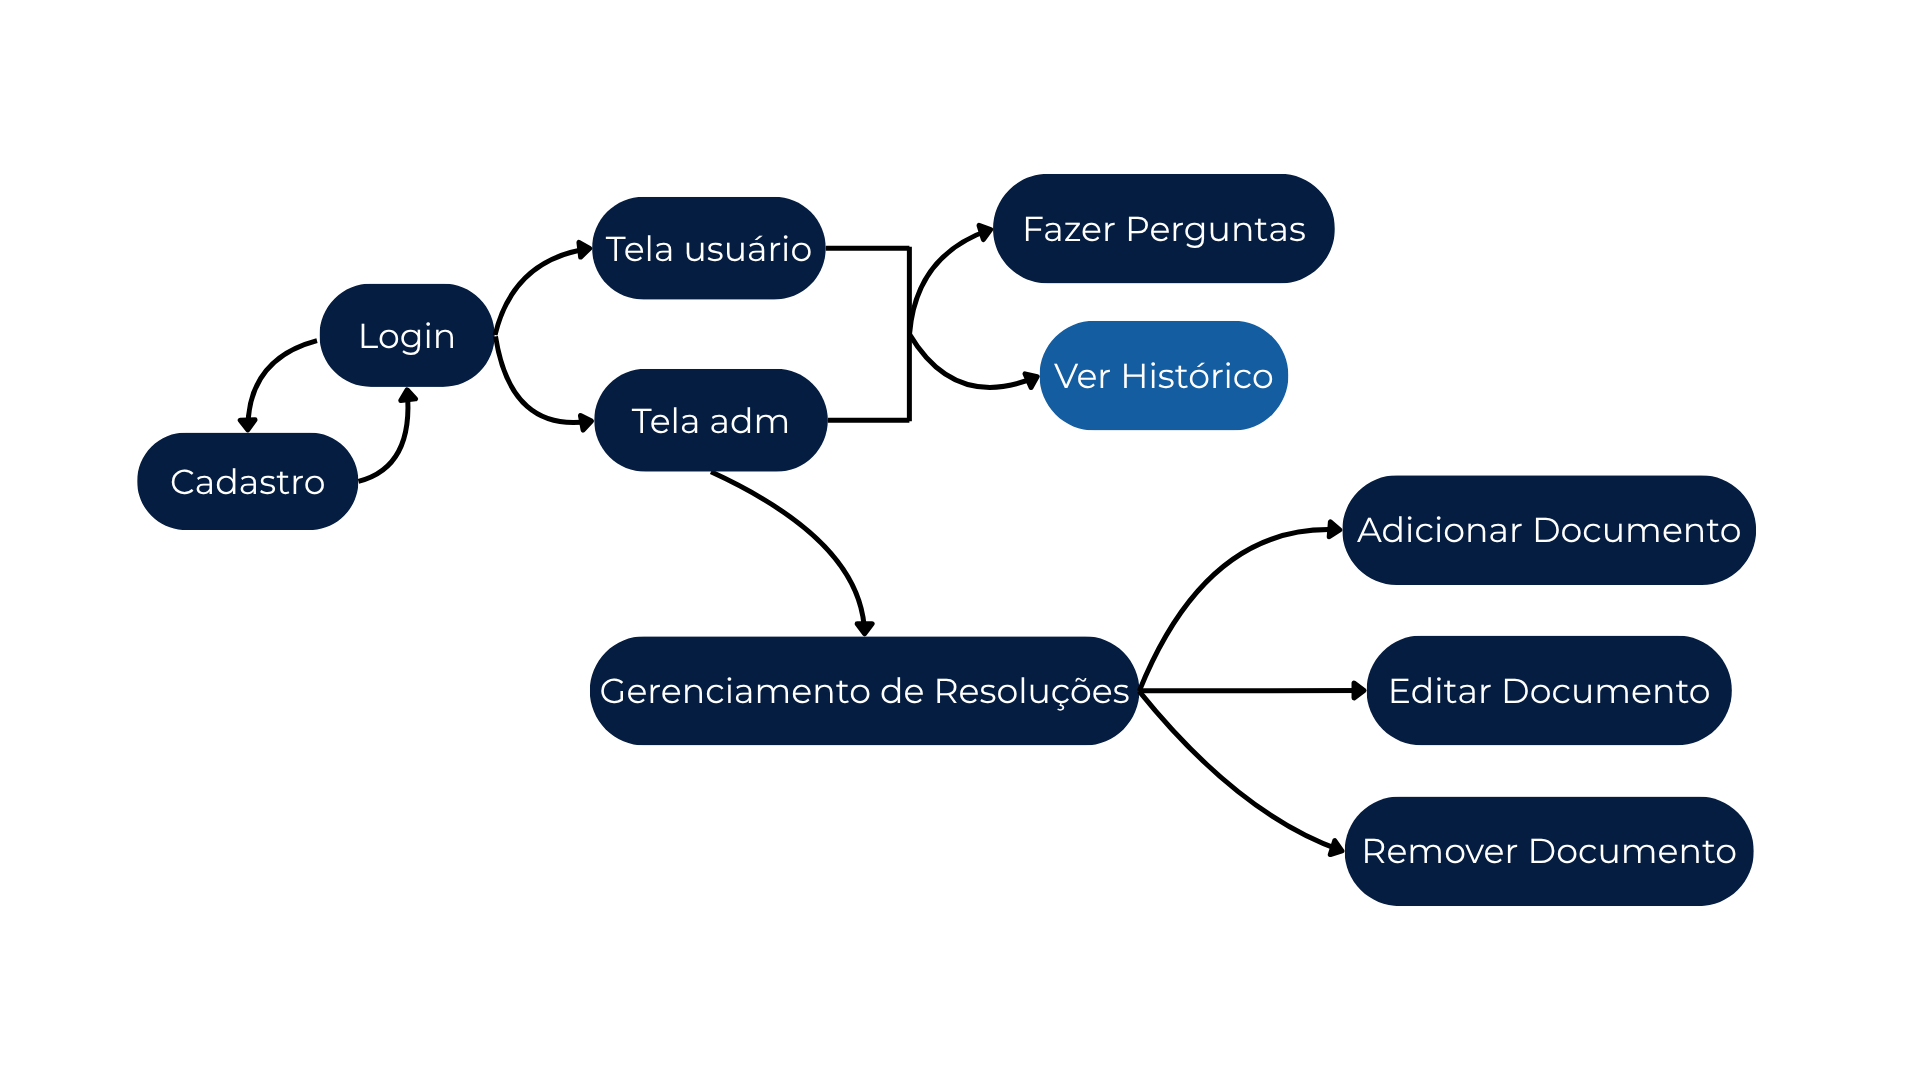 Login
Cadastro
Tela usuário
Tela adm
Fazer Perguntas
Ver Histórico
Gerenciamento de Resoluções
Adicionar Documento
Editar Documento
Remover Documento